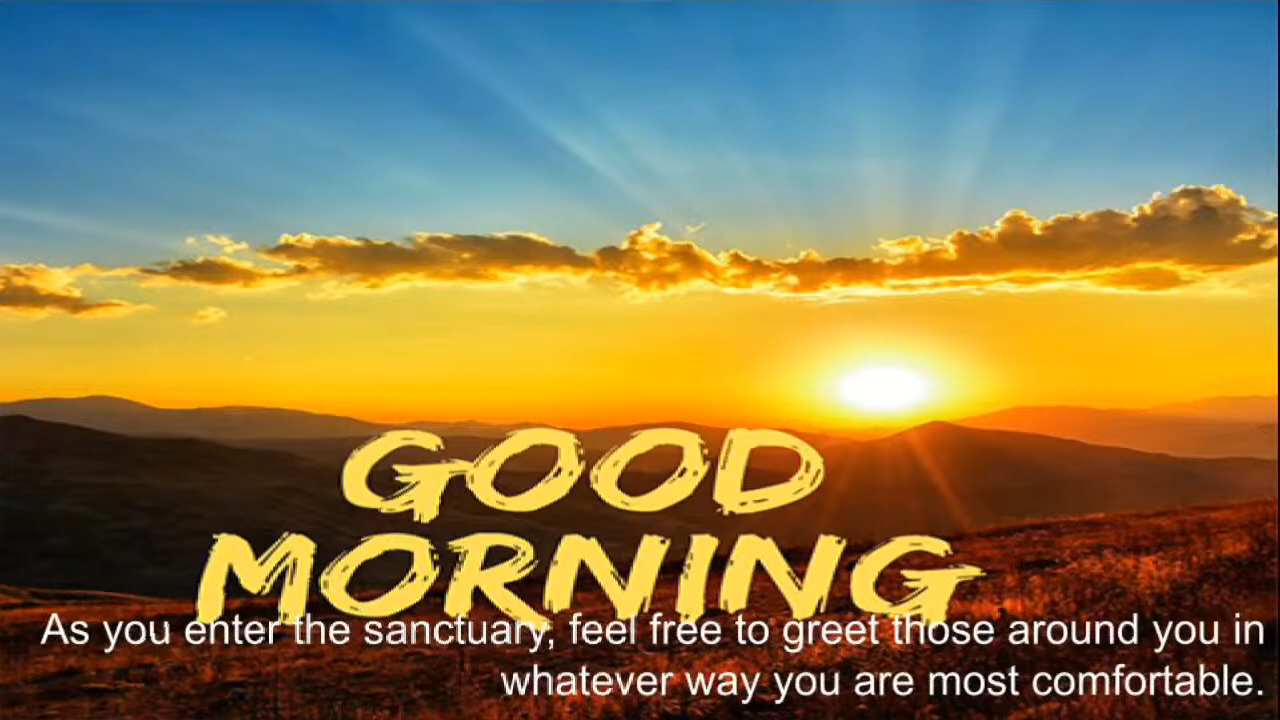 GOOD
MORNING
As you enter the sanctuary, feel free to greet those around you in
whatever way you are most comfortable.